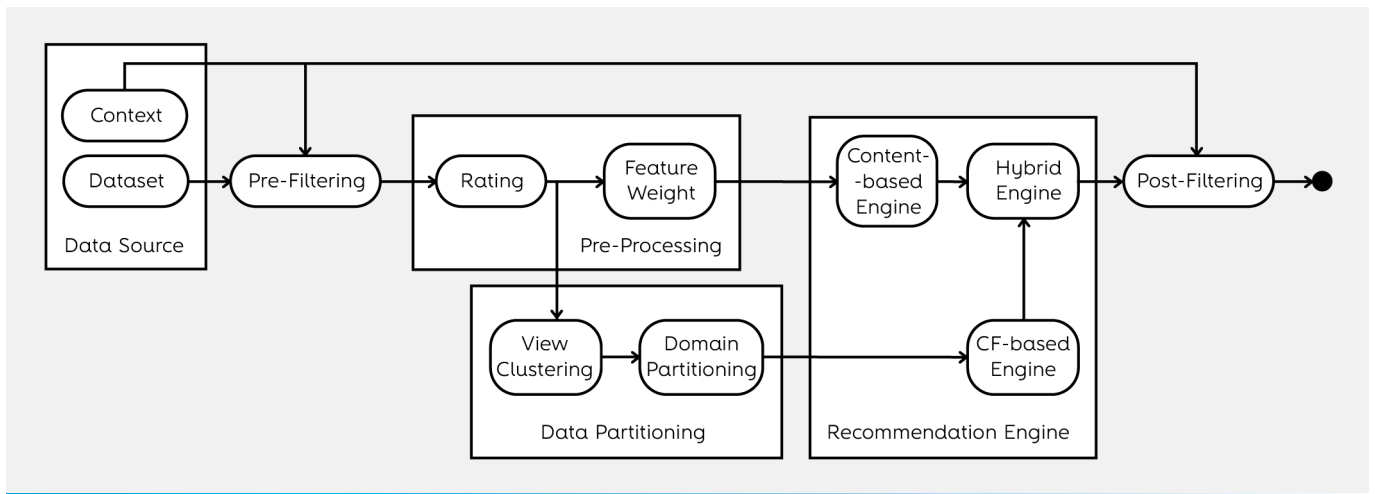 Context
Dataset
Data Source
Pre-Filtering
Rating
Feature
Weight
Pre-Processing
View
Clustering
Domain
Partitioning
Data Partitioning
Content-
-based
Engine
Hybrid
Engine
CF-based
Engine
Recommendation Engine
Post-Filtering